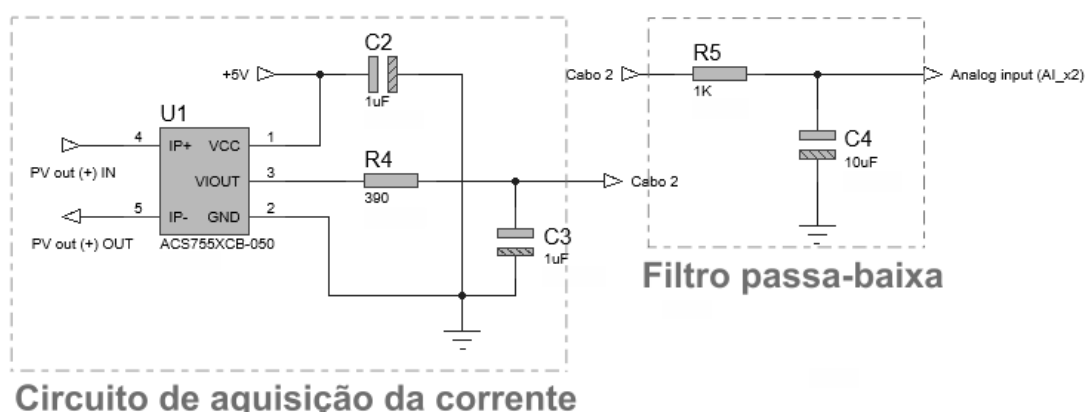 C2
+5V
1uF
U1
4
IP+
VCC
1
PV out (+) IN
VIOUT
3
R4
390
Cabo 2
5
IP-
GND
2
PV out (+) OUT
ACS755XCB-050
C3
1uF
Circuito de aquisição da corrente
R5
Cabo 2
1K
Analog input (AI_x2)
C4
10uF
Filtro passa-baixa